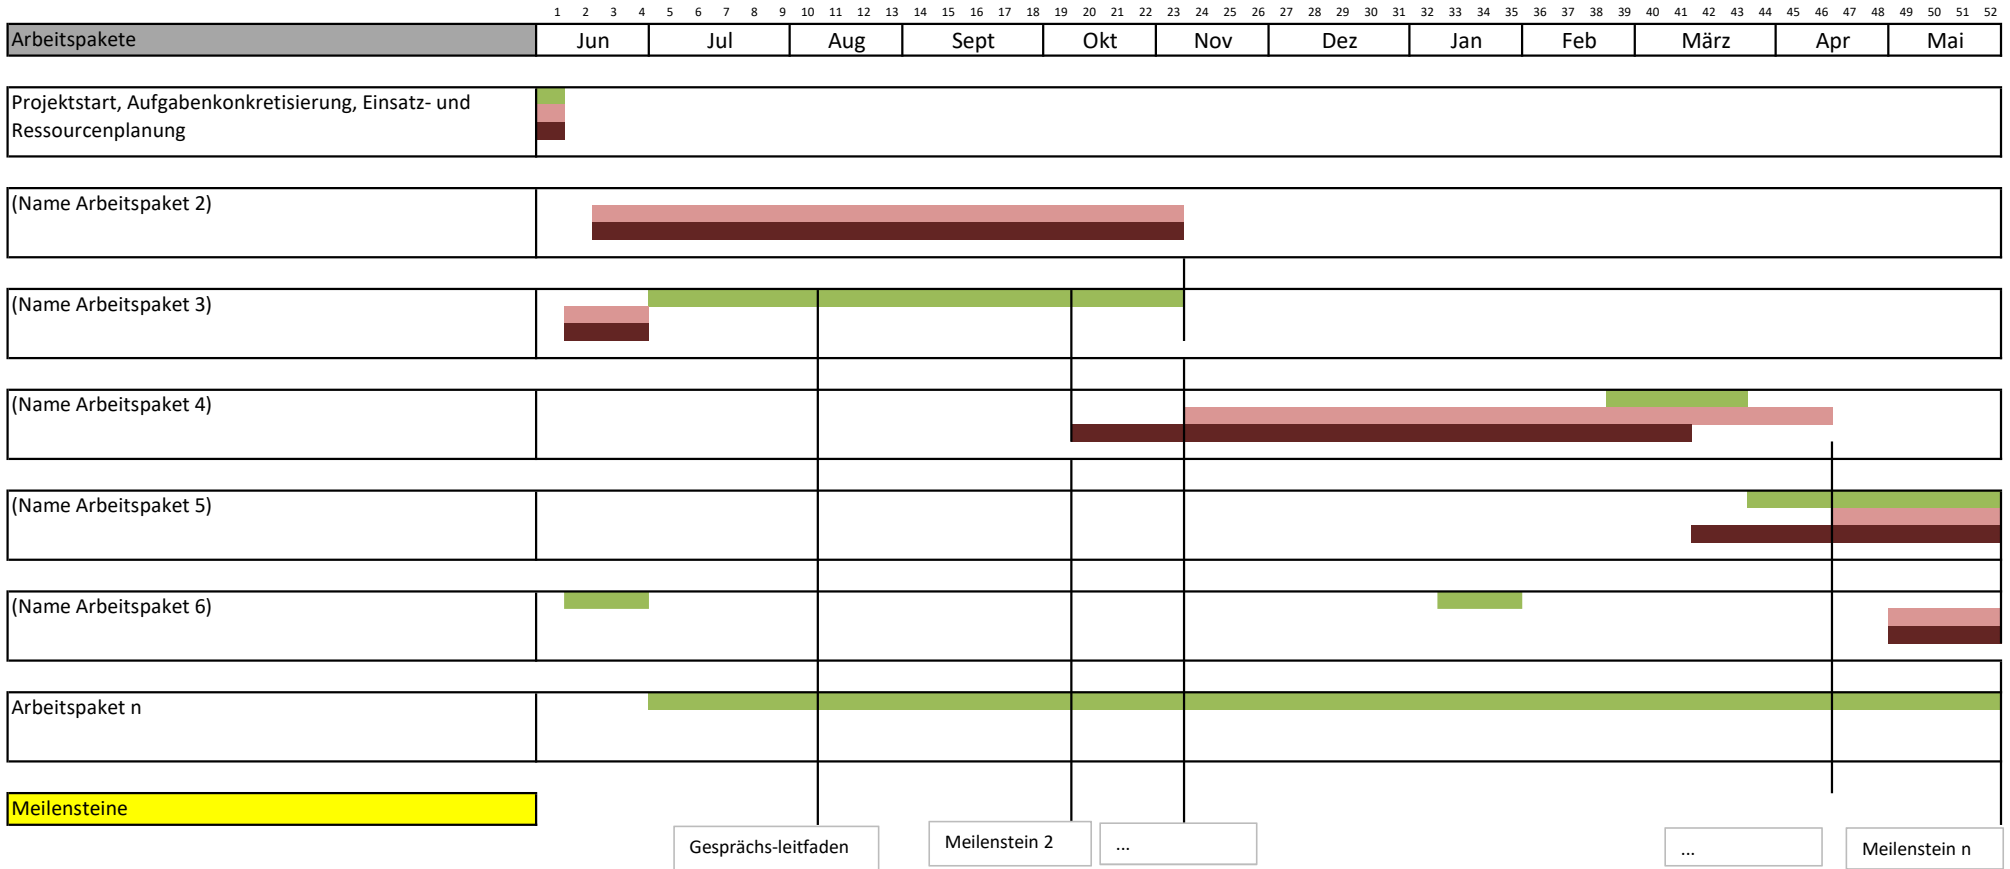 1 2 3 4 5 6 7 8 9 10 11 12 13 14 15 16 17 18 19 20 21 22 23 24 25 26 27 28 29 30 31 32 33 34 35 36 37 38 39 40 41 42 43 44 45 46 47 48 49 50 51 52
Arbeitspakete Jun Jul Aug Sept Okt Nov Dez Jan Feb März Apr Mai
Projektstart, Aufgabenkonkretisierung, Einsatz- und
Ressourcenplanung
(Name Arbeitspaket 2)
(Name Arbeitspaket 3)
(Name Arbeitspaket 4)
(Name Arbeitspaket 5)
(Name Arbeitspaket 6)
Arbeitspaket n
Meilensteine
Gesprächs-leitfaden Meilenstein 2 ... ... Meilenstein n